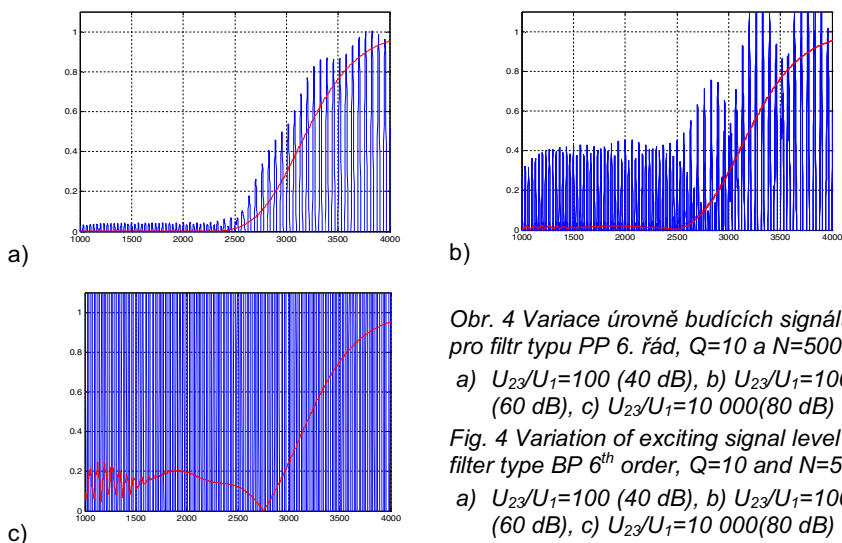 1
0.8
0.6
0.4
0.2
0
1000 1500 2000 2500 3000 3500 4000
a)
1
0.8
0.6
0.4
0.2
0
1000 1500 2000 2500 3000 3500 4000
b)
1
0.8
0.6
0.4
0.2
0
1000 1500 2000 2500 3000 3500 4000
c)
Obr. 4 Variace úrovně budících
pro filtr typu PP 6. řád, Q=10 a N=500
a) U23/U1=100 (40 dB), b) U23/U1=100
(60 dB), c) U23/U1=10 000(80 dB)
Fig. 4 Variation of exciting signal level
filter type BP 6th order, Q=10 and N=5
a) U23/U1=100 (40 dB), b) U23/U1=100
(60 dB), c) U23/U1=10 000(80 dB)